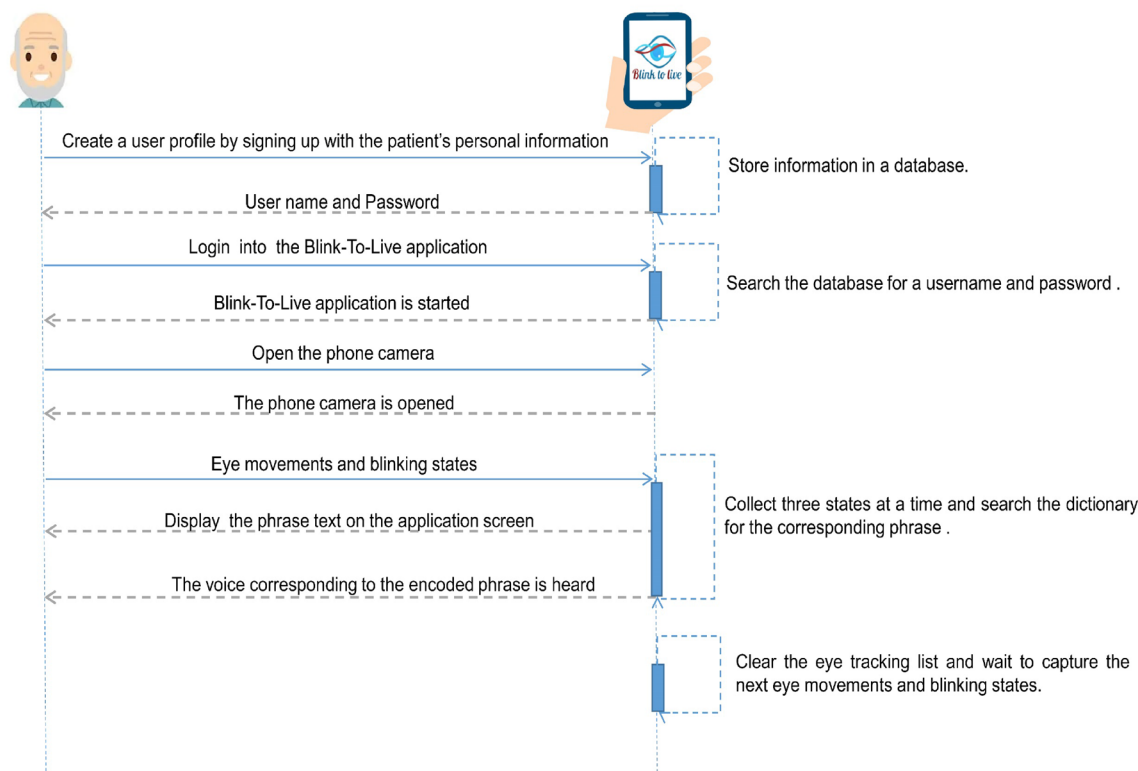 Blink to live
Create a user profile by signing up with the patient's personal information
Store information in a database.
User name and Password
Login into the Blink-To-Live application
Search the database for a username and password .
Blink-To-Live application is started
Open the phone camera
The phone camera is opened
Eye movements and blinking states
Collect three states at a time and search the dictionary
for the corresponding phrase .
Display the phrase text on the application screen
The voice corresponding to the encoded phrase is heard
Clear the eye tracking list and wait to capture the
next eye movements and blinking states.